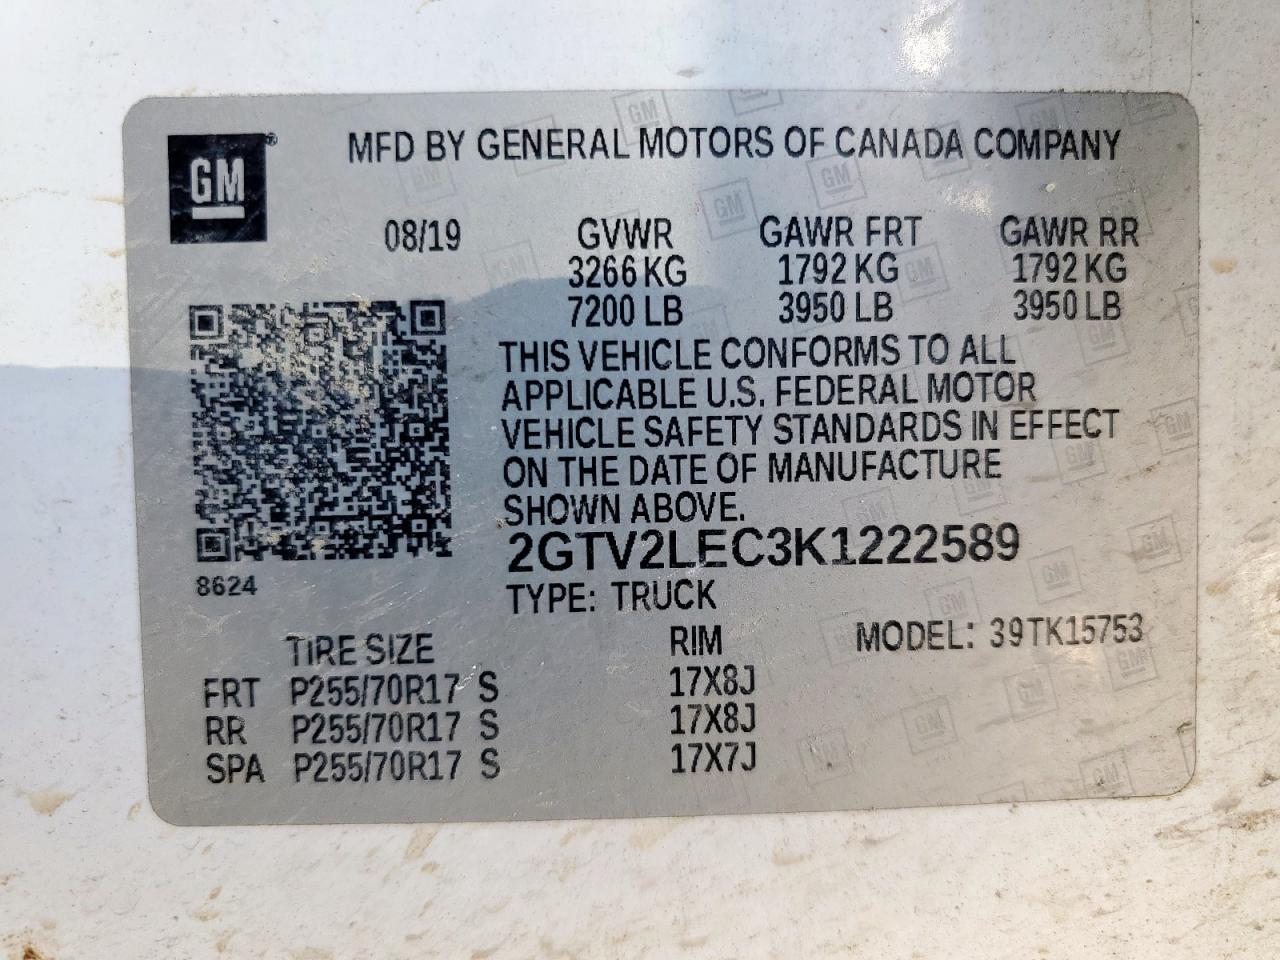 GM
MFD BY GENERAL MOTORS OF CANADA COMPANY
08/19 GVWR GAWR FRT GAWR RR
3266 KG 1792 KG 1792 KG
7200 LB 3950 LB 3950 LB
THIS VEHICLE CONFORMS TO ALL
APPLICABLE U.S. FEDERAL MOTOR
VEHICLE SAFETY STANDARDS IN EFFECT
ON THE DATE OF MANUFACTURE
SHOWN ABOVE.
2GTV2LEC3K1222589
8624
TYPE: TRUCK
TIRE SIZE RIM MODEL: 39TK15753
FRT P255/70R17 S 17X8J
RR P255/70R17 S 17X8J
SPA P255/70R17 S 17X7J